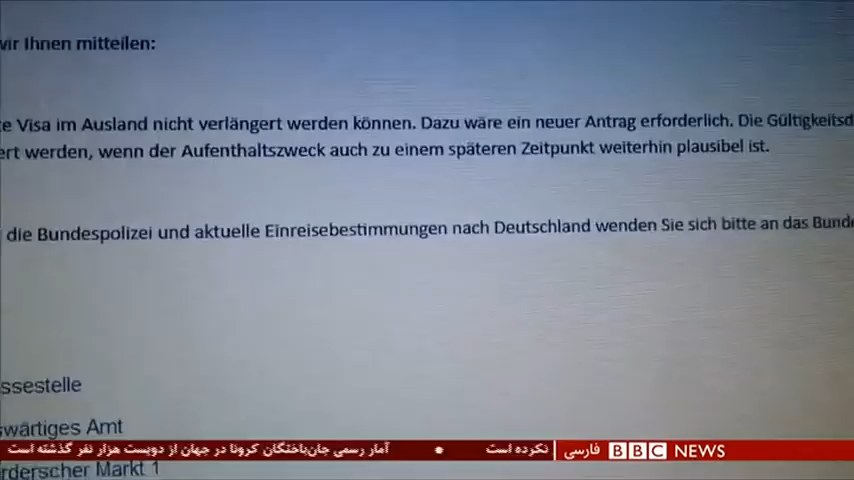 wir Ihnen mitteilen:
te Visa im Ausland nicht verlängert werden können. Dazu wäre ein neuer Antrag erforderlich. Die Gültigkeitsd
ert werden, wenn der Aufenthaltszweck auch zu einem späteren Zeitpunkt weiterhin plausibel ist.
die Bundespolizei und aktuelle Einreisebestimmungen nach Deutschland wenden Sie sich bitte an das Bunde
ssestelle
swärtiges Amt
نکرده است • آمار رسمی جان‌باختگان کرونا در جهان از دویست هزار نفر گذشته است
BBC NEWS فارسی
rderscher Markt 1